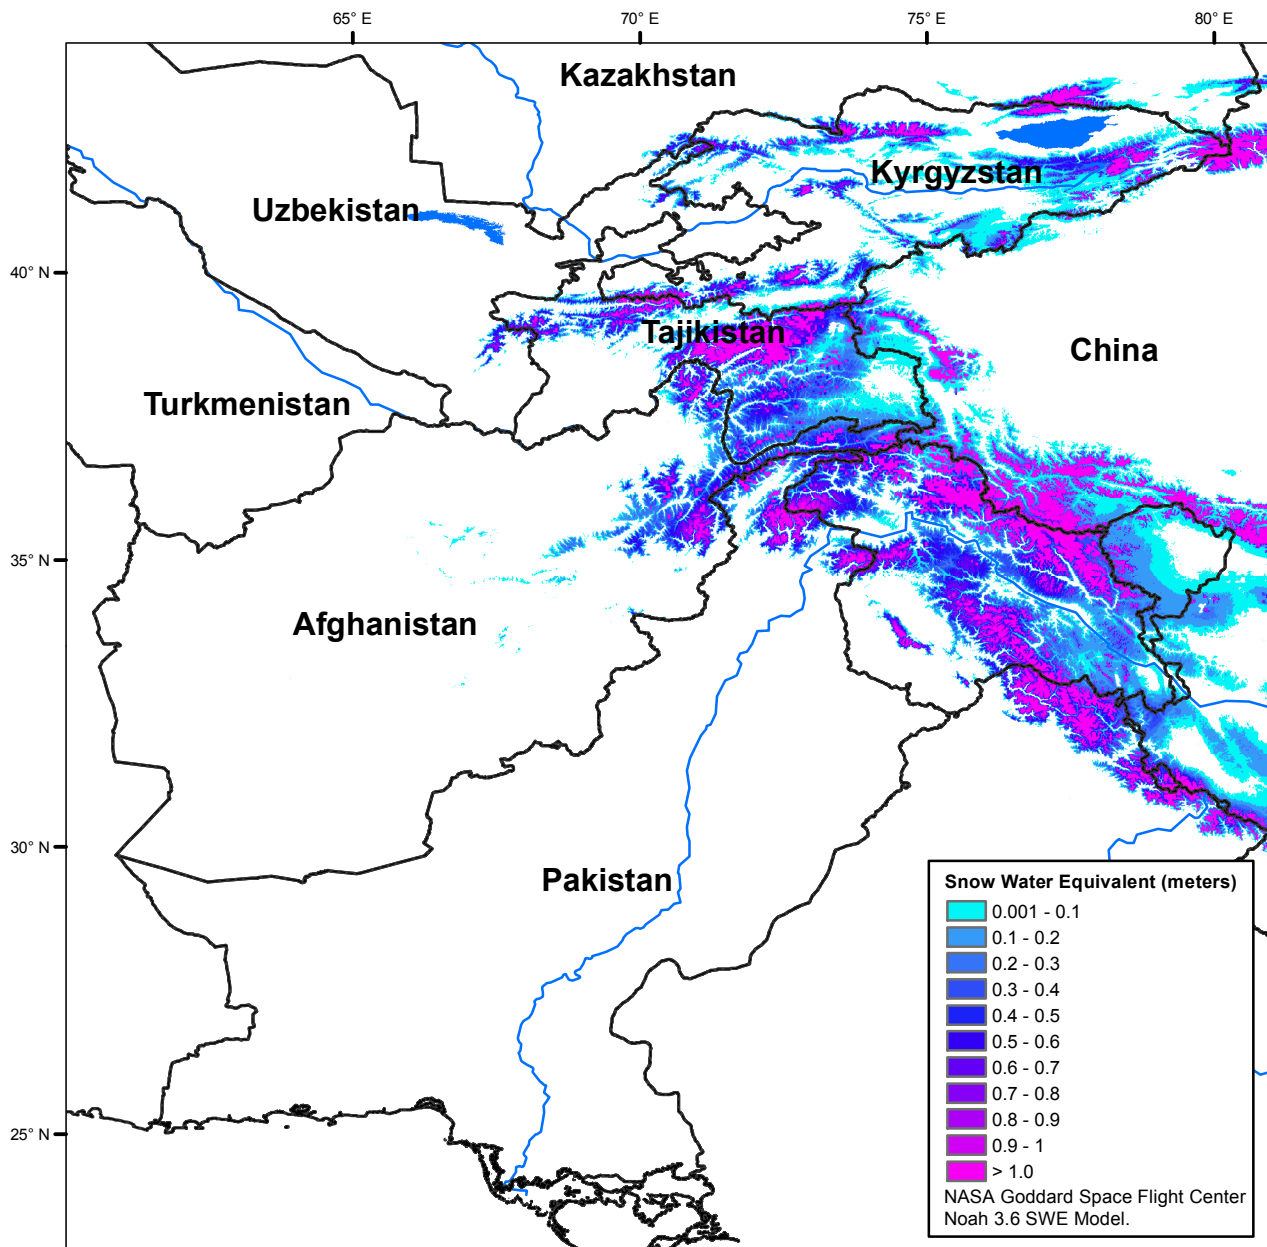 65° E
70° E
75° E
80° E
Kazakhstan
Kyrgyzstan
Uzbekistan
40° N
Tajikistan
China
Turkmenistan
35° N
Afghanistan
30° N
Pakistan
25° N
Snow Water Equivalent (meters)
0.001 - 0.1
0.1 - 0.2
0.2 - 0.3
0.3 - 0.4
0.4 - 0.5
0.5 - 0.6
0.6 - 0.7
0.7 - 0.8
0.8 - 0.9
0.9 - 1
> 1.0
NASA Goddard Space Flight Center
Noah 3.6 SWE Model.